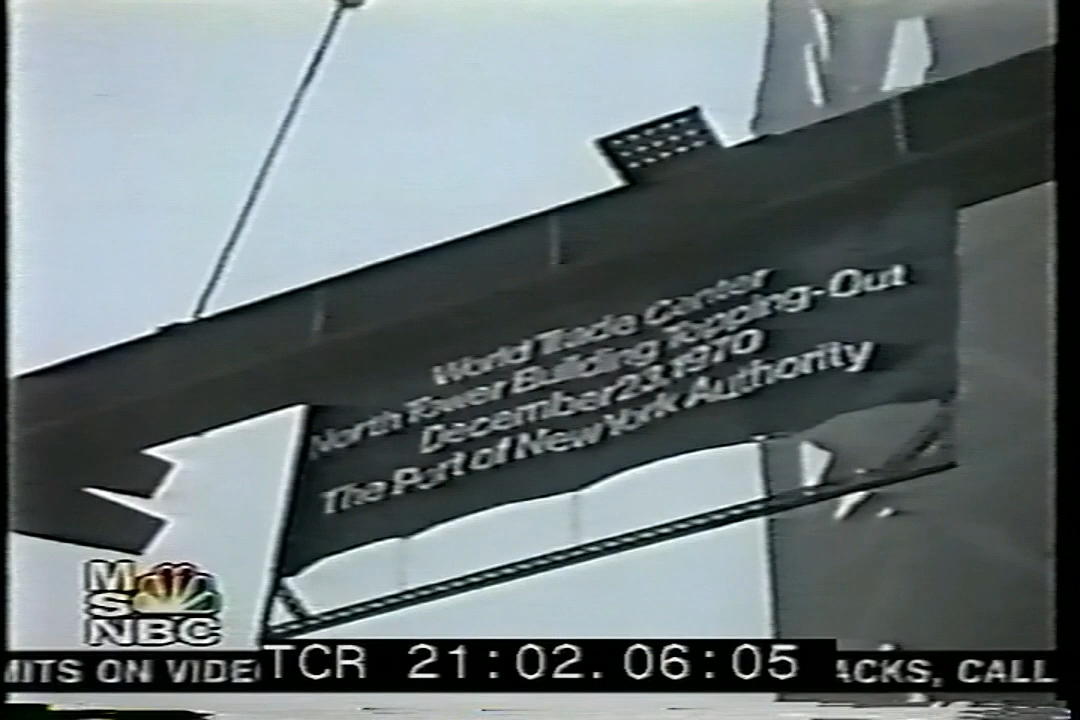 World Trade Center
North Tower Building Topping-Out
December 23, 1970
The Port of New York Authority
MSNBC
MITS ON VIDE
TCR 21:02.06:05
ACKS, CALL